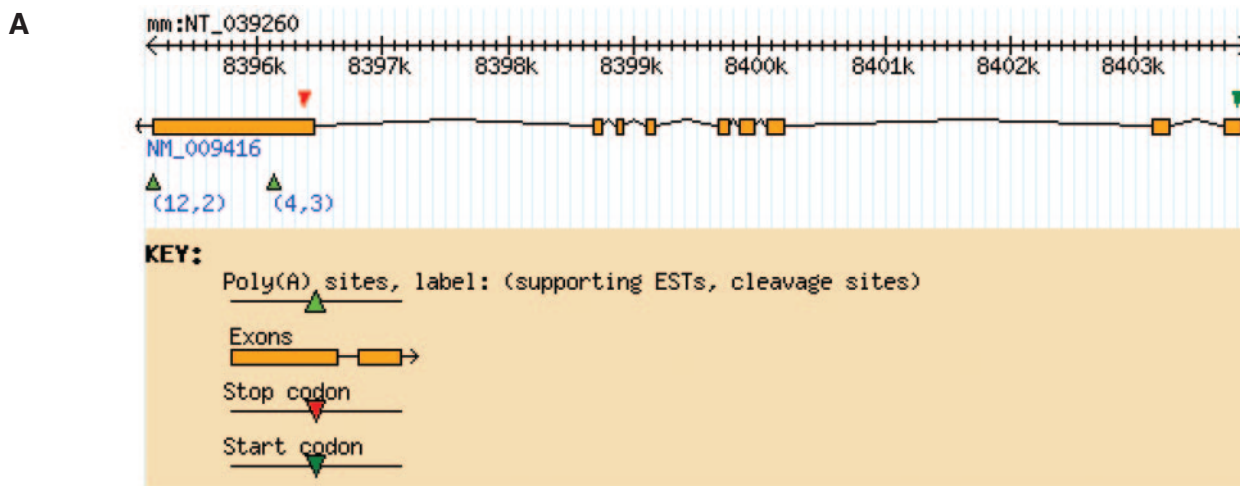 A
mm:NT_039260
8396k 8397k 8398k 8399k 8400k 8401k 8402k 8403k
NM_009416
(12,2) (4,3)
KEY:
Poly(A) sites, label: (supporting ESTs, cleavage sites)
Exons
Stop codon
Start codon